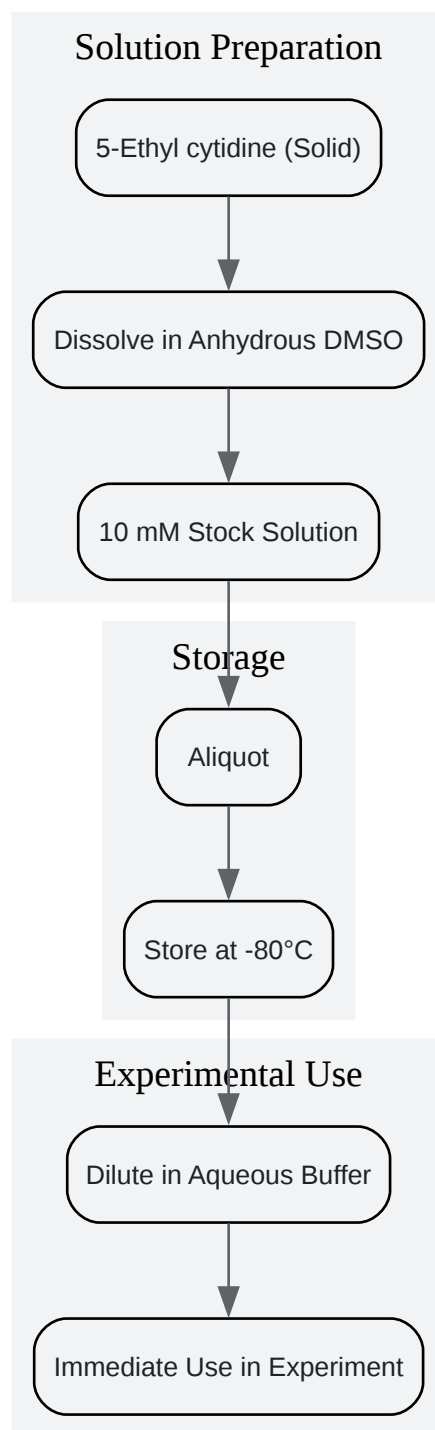 Solution Preparation
5-Ethyl cytidine (Solid)
Dissolve in Anhydrous DMSO
10 mM Stock Solution
Storage
Aliquot
Store at -80°C
Experimental Use
Dilute in Aqueous Buffer
Immediate Use in Experiment